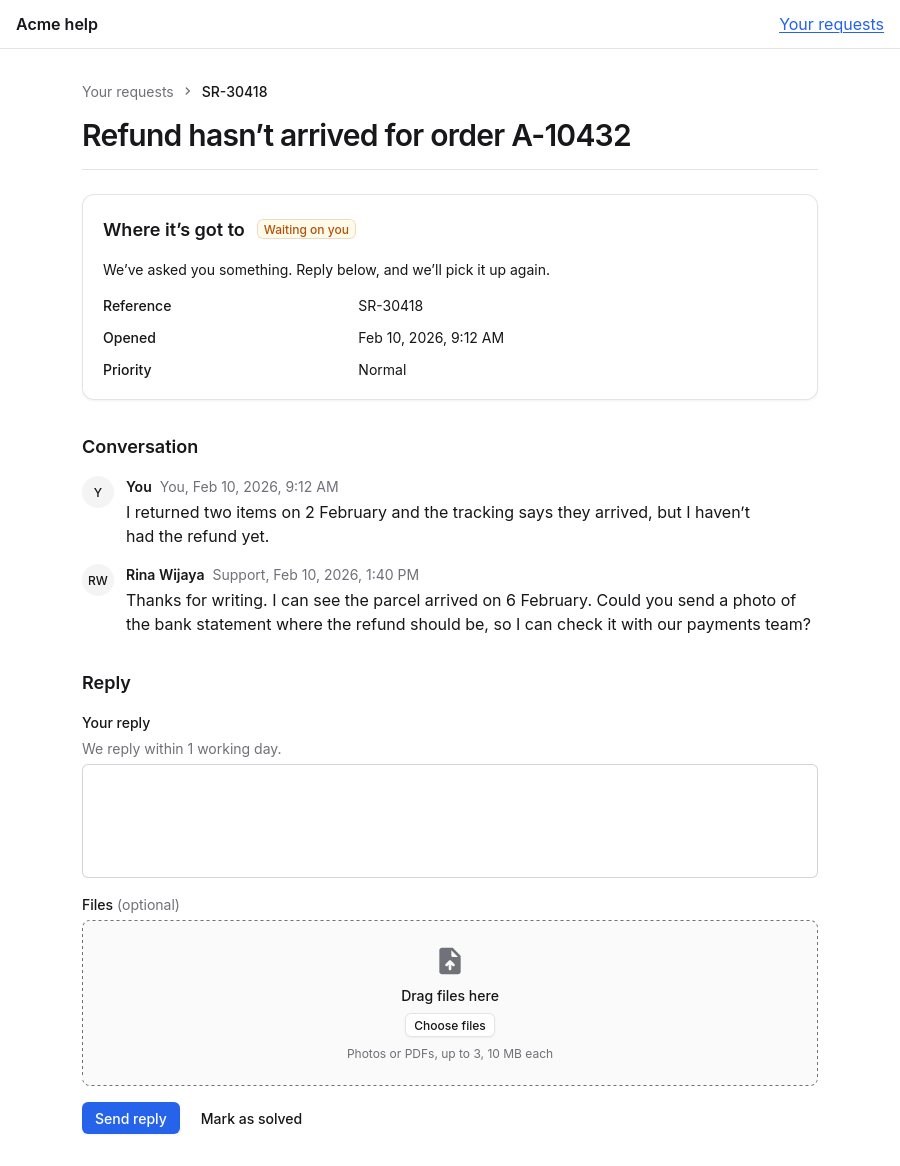 Acme help
Your requests
Your requests
SR-30418
Refund hasn’t arrived for order A-10432
Where it’s got to
Waiting on you
We’ve asked you something. Reply below, and we’ll pick it up again.
Reference
SR-30418
Opened
Feb 10, 2026, 9:12 AM
Priority
Normal
Conversation
Y
You
You, Feb 10, 2026, 9:12 AM
I returned two items on 2 February and the tracking says they arrived, but I haven’t
had the refund yet.
RW
Rina Wijaya
Support, Feb 10, 2026, 1:40 PM
Thanks for writing. I can see the parcel arrived on 6 February. Could you send a photo of
the bank statement where the refund should be, so I can check it with our payments team?
Reply
Your reply
We reply within 1 working day.
Files (optional)
Drag files here
Choose files
Photos or PDFs, up to 3, 10 MB each
Send reply
Mark as solved